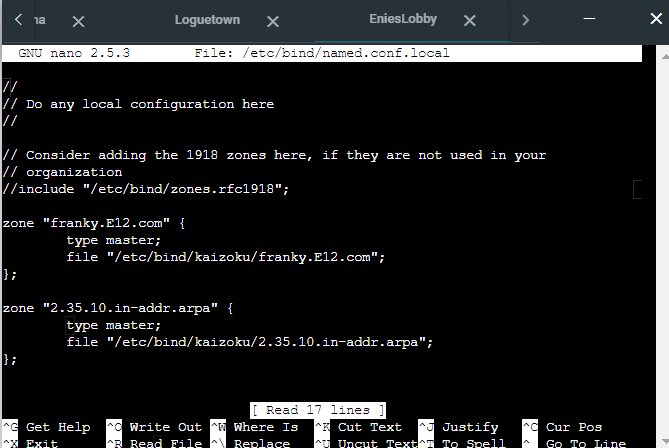 na Loguetown EniesLobby
GNU nano 2.5.3 File: /etc/bind/named.conf.local
//
// Do any local configuration here
//
// Consider adding the 1918 zones here, if they are not used in your
// organization
//include "/etc/bind/zones.rfc1918";
zone "franky.E12.com" {
type master;
file "/etc/bind/kaizoku/franky.E12.com";
};
zone "2.35.10.in-addr.arpa" {
type master;
file "/etc/bind/kaizoku/2.35.10.in-addr.arpa";
};
[ Read 17 lines ]
^G Get Help ^O Write Out ^W Where Is ^K Cut Text ^J Justify ^C Cur Pos
^X Exit ^R Read File ^\ Replace ^U Uncut Text ^T To Spell ^_ Go To Line